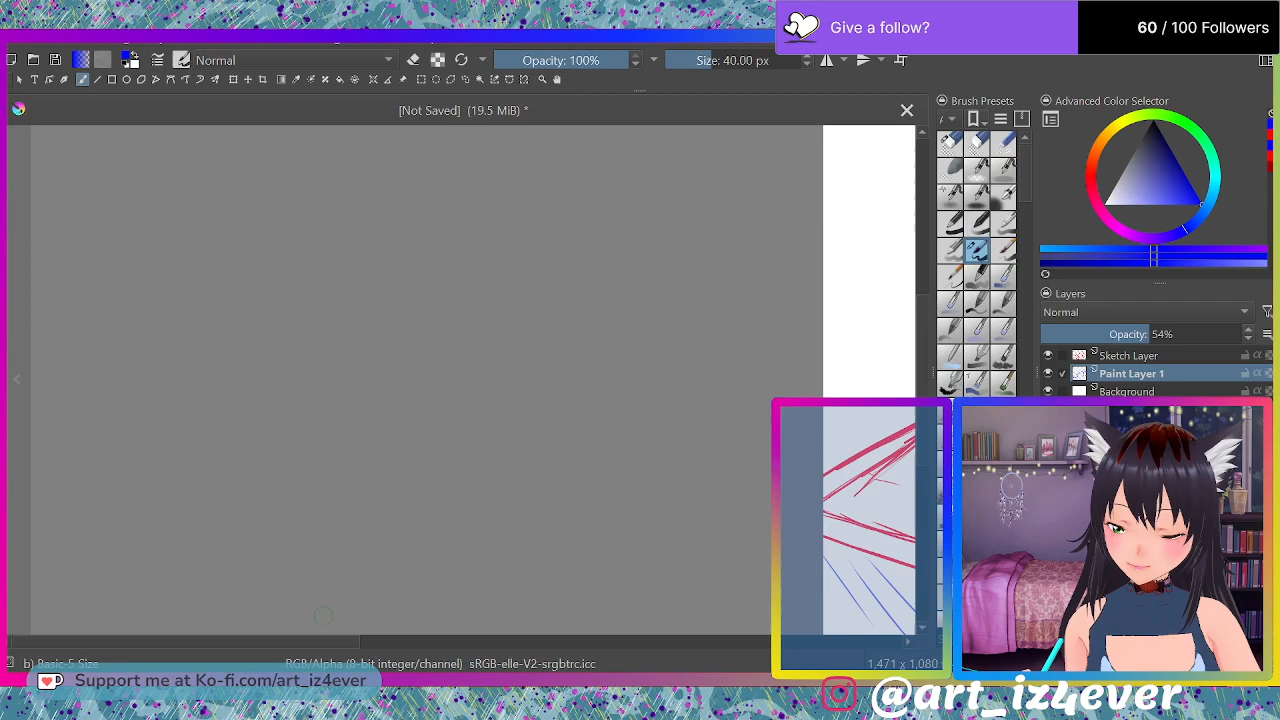 Give a follow?
60 / 100 Followers
Normal
Opacity: 100%
Size: 40.00 px
[Not Saved] (19.5 MiB) *
Brush Presets
Advanced Color Selector
Layers
Normal
Opacity: 54%
Sketch Layer
Paint Layer 1
Background
b) Basic-5 Size
RGB/Alpha (8-bit integer/channel) sRGB-elle-V2-srgbtrc.icc
1,471 x 1,080
Support me at Ko-fi.com/art_iz4ever
@art_iz4ever